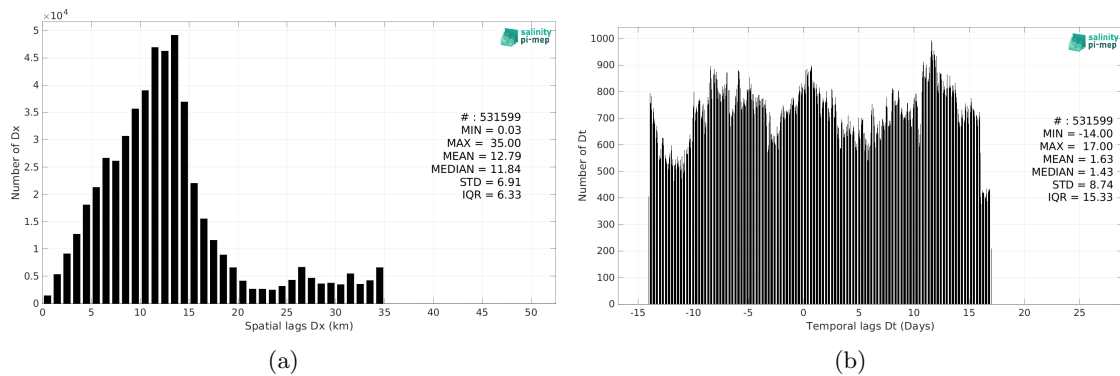 ×10⁴
5
4.5
4
3.5
3
2.5
2
1.5
1
0.5
0
Number of Dx
salinity
pi-mep
# : 531599
MIN = 0.03
MAX = 35.00
MEAN = 12.79
MEDIAN = 11.84
STD = 6.91
IQR = 6.33
0 5 10 15 20 25 30 35 40 45 50
Spatial lags Dx (km)
(a)
1000
900
800
700
600
500
400
300
200
100
0
Number of Dt
salinity
pi-mep
# : 531599
MIN = -14.00
MAX = 17.00
MEAN = 1.63
MEDIAN = 1.43
STD = 8.74
IQR = 15.33
-15 -10 -5 0 5 10 15 20 25
Temporal lags Dt (Days)
(b)